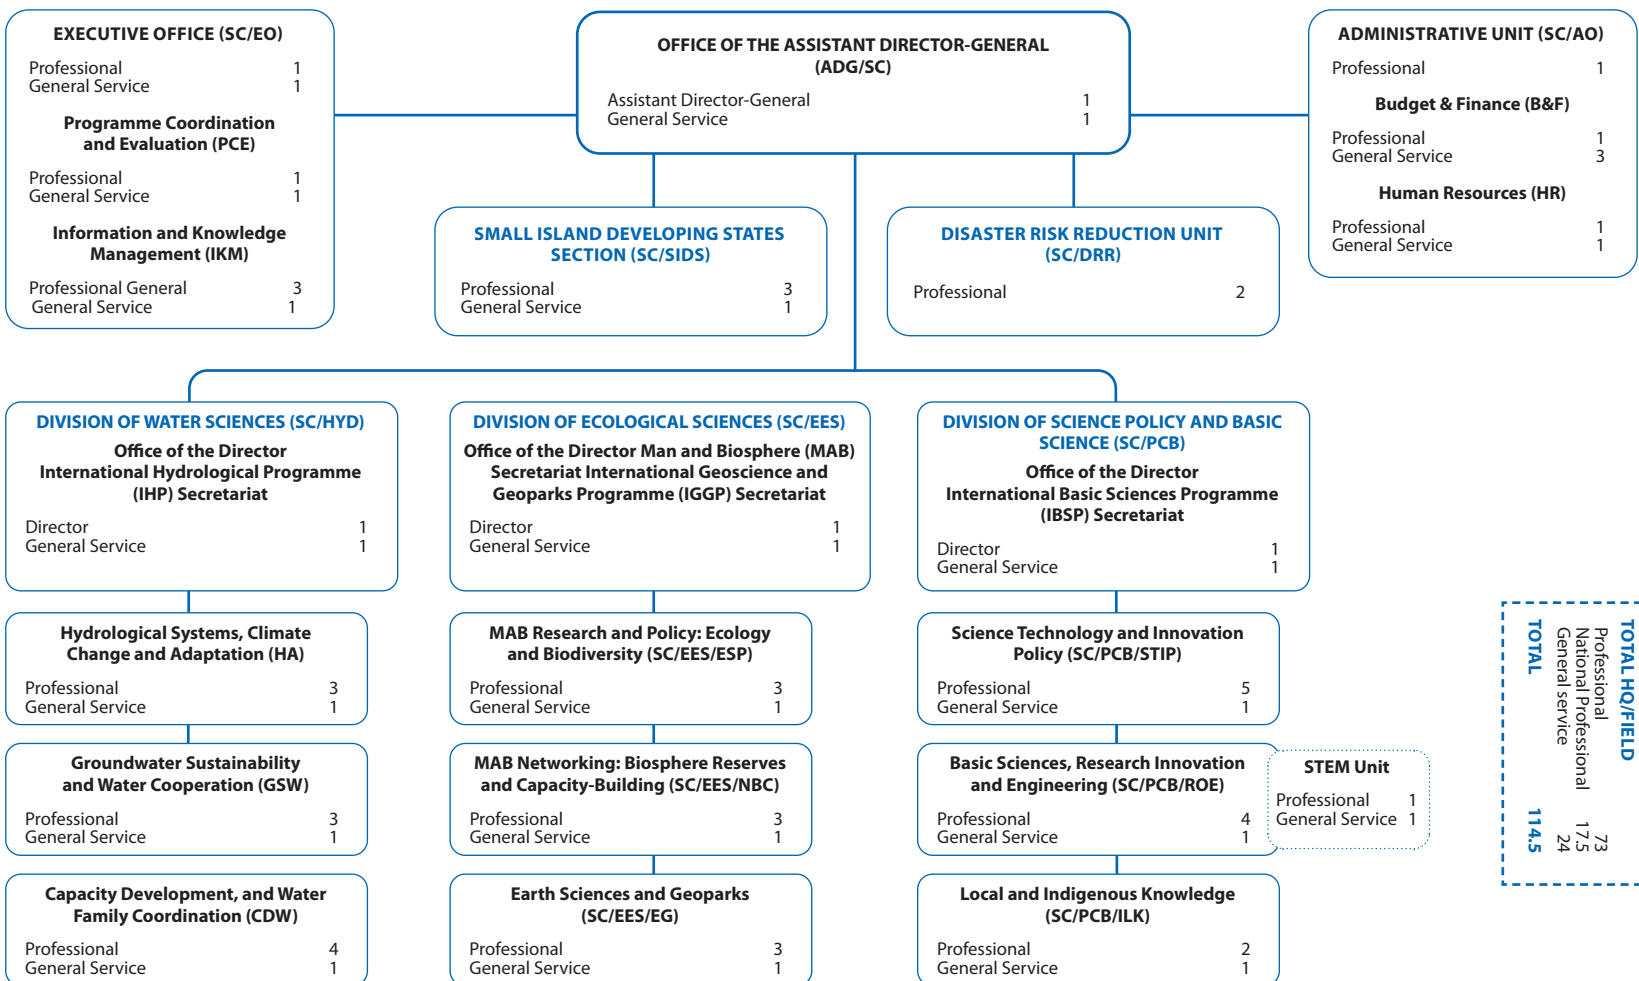 EXECUTIVE OFFICE (SC/EO)
Professional 1
General Service 1
Programme Coordination
and Evaluation (PCE)
Professional 1
General Service 1
Information and Knowledge
Management (IKM)
Professional General 3
General Service 1
OFFICE OF THE ASSISTANT DIRECTOR-GENERAL
(ADG/SC)
Assistant Director-General 1
General Service 1
ADMINISTRATIVE UNIT (SC/AO)
Professional 1
Budget & Finance (B&F)
Professional 1
General Service 3
Human Resources (HR)
Professional 1
General Service 1
SMALL ISLAND DEVELOPING STATES
SECTION (SC/SIDS)
Professional 3
General Service 1
DISASTER RISK REDUCTION UNIT
(SC/DRR)
Professional 2
DIVISION OF WATER SCIENCES (SC/HYD)
Office of the Director
International Hydrological Programme
(IHP) Secretariat
Director 1
General Service 1
Hydrological Systems, Climate
Change and Adaptation (HA)
Professional 3
General Service 1
Groundwater Sustainability
and Water Cooperation (GSW)
Professional 3
General Service 1
Capacity Development, and Water
Family Coordination (CDW)
Professional 4
General Service 1
DIVISION OF ECOLOGICAL SCIENCES (SC/EES)
Office of the Director Man and Biosphere (MAB)
Secretariat International Geoscience and
Geoparks Programme (IGGP) Secretariat
Director 1
General Service 1
MAB Research and Policy: Ecology
and Biodiversity (SC/EES/ESP)
Professional 3
General Service 1
MAB Networking: Biosphere Reserves
and Capacity-Building (SC/EES/NBC)
Professional 3
General Service 1
Earth Sciences and Geoparks
(SC/EES/EG)
Professional 3
General Service 1
DIVISION OF SCIENCE POLICY AND BASIC
SCIENCE (SC/PCB)
Office of the Director
International Basic Sciences Programme
(IBSP) Secretariat
Director 1
General Service 1
Science Technology and Innovation
Policy (SC/PCB/STIP)
Professional 5
General Service 1
Basic Sciences, Research Innovation
and Engineering (SC/PCB/ROE)
Professional 4
General Service 1
STEM Unit
Professional 1
General Service 1
Local and Indigenous Knowledge
(SC/PCB/ILK)
Professional 2
General Service 1
TOTAL HQ/FIELD
Professional 73
National Professional 17.5
General service 24
TOTAL 114.5